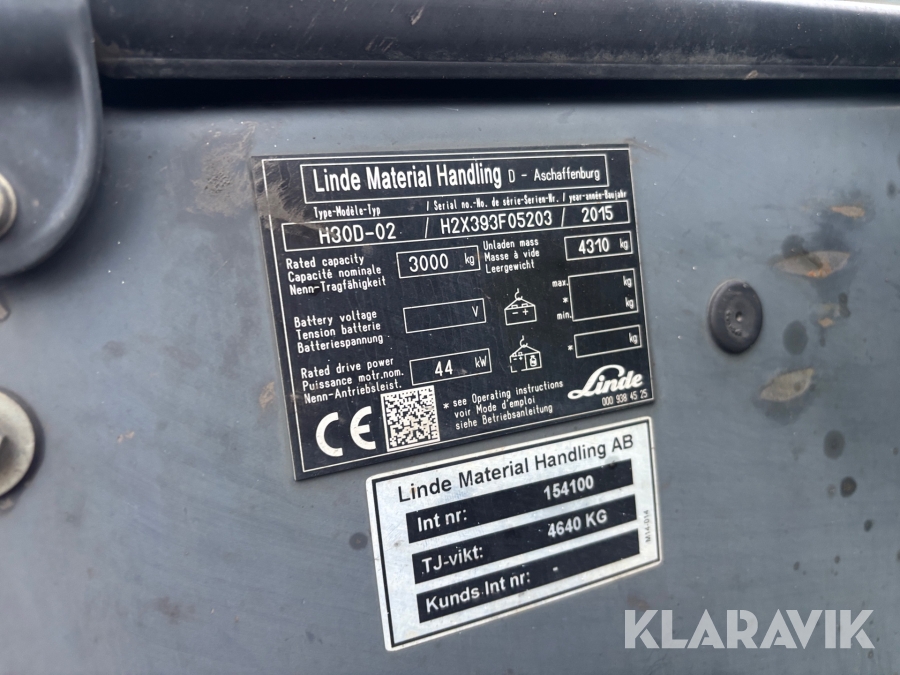 Linde Material Handling D - Aschaffenburg
Type-Modèle-Typ / Serial no.-No. de série-Serien-Nr. / year-année-Baujahr
H30D-02 / H2X393F05203 / 2015
Rated capacity
Capacité nominale
Nenn-Tragfähigkeit
3000 kg
Unladen mass
Masse à vide
Leergewicht
4310 kg
Battery voltage
Tension batterie
Batteriespannung
V
max. kg
*
min. kg
* kg
Rated drive power
Puissance motr.nom.
Nenn-Antriebsleist.
44 kW
CE
* see Operating instructions
voir Mode d'emploi
siehe Betriebsanleitung
Linde
000 938 45 25
Linde Material Handling AB
Int nr: 154100
TJ-vikt: 4640 KG
Kunds Int nr: -
M14-014
KLARAVIK